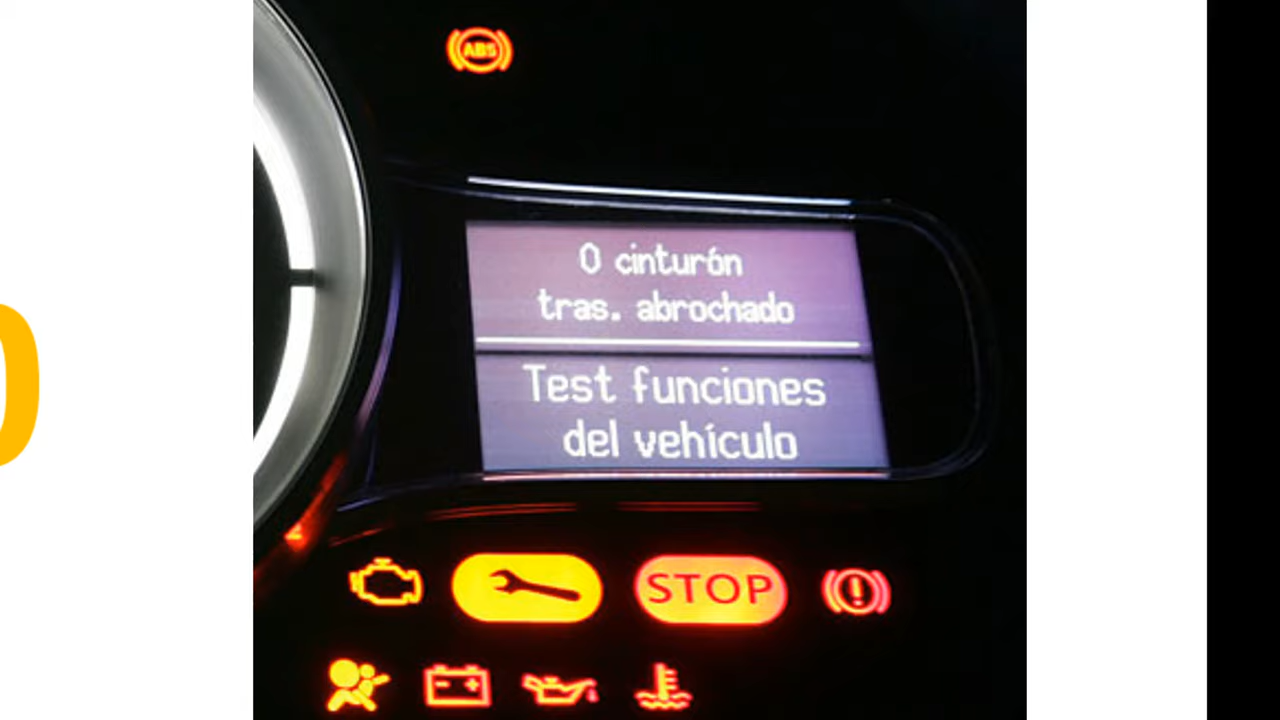 ABS
0 cinturón
tras. abrochado
Test funciones
del vehículo
STOP